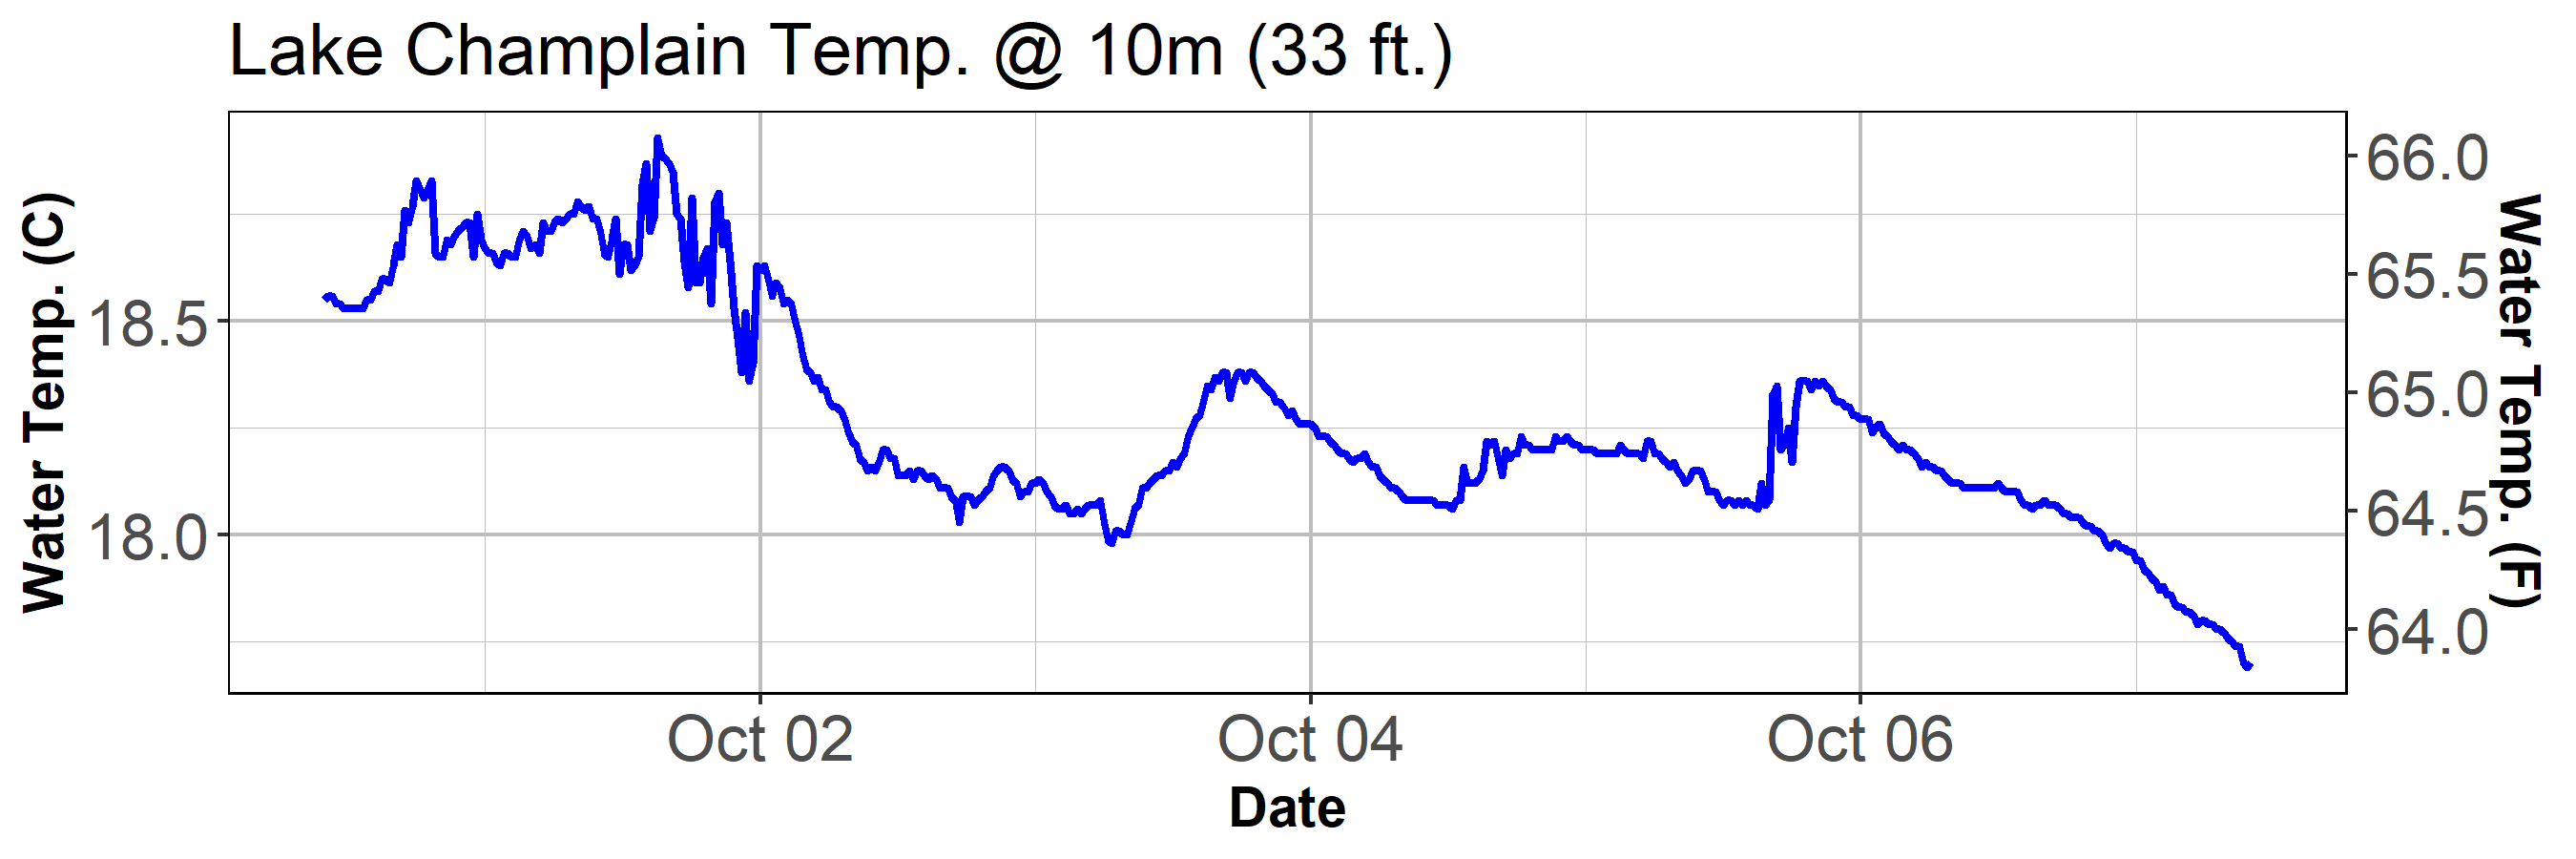 Lake Champlain Temp. @ 10m (33 ft.)
Water Temp. (C)
18.5
18.0
66.0
65.5
65.0
64.5
64.0
Water Temp. (F)
Oct 02 Oct 04 Oct 06
Date